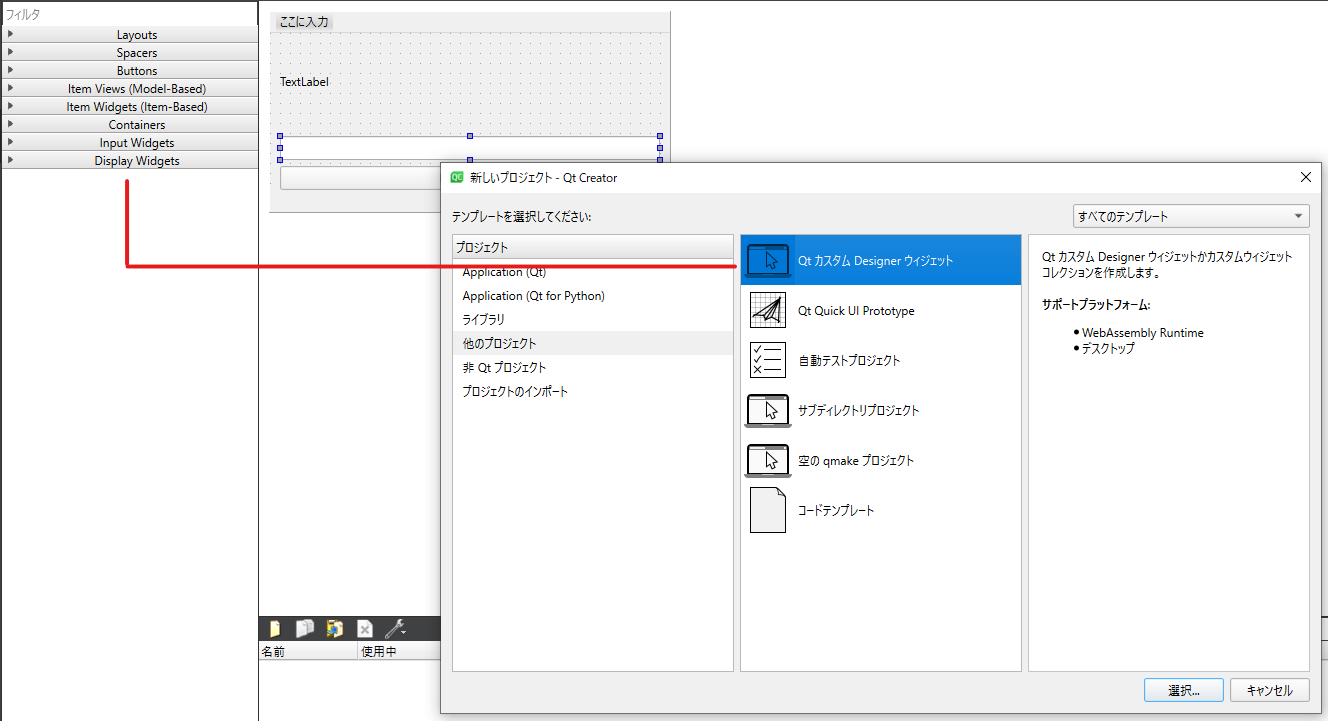 フィルタ
Layouts
Spacers
Buttons
Item Views (Model-Based)
Item Widgets (Item-Based)
Containers
Input Widgets
Display Widgets
ここに入力
TextLabel
新しいプロジェクト - Qt Creator
テンプレートを選択してください:
すべてのテンプレート
プロジェクト
Application (Qt)
Application (Qt for Python)
ライブラリ
他のプロジェクト
非 Qt プロジェクト
プロジェクトのインポート
Qt カスタム Designer ウィジェット
Qt Quick UI Prototype
自動テストプロジェクト
サブディレクトリプロジェクト
空の qmake プロジェクト
コードテンプレート
Qt カスタム Designer ウィジェットかカスタムウィジェット
コレクションを作成します。
サポートプラットフォーム:
WebAssembly Runtime
デスクトップ
名前
使用中
選択...
キャンセル